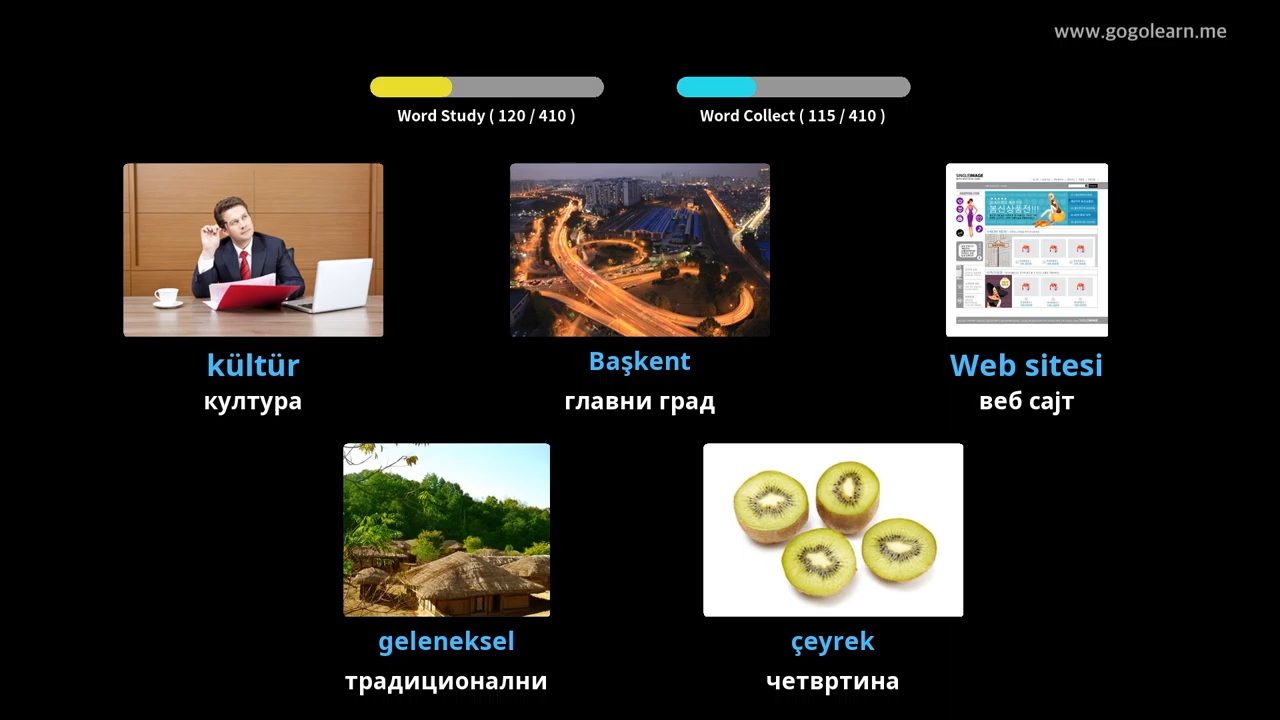 www.gogolearn.me
Word Study ( 120 / 410 )
Word Collect ( 115 / 410 )
kültür
Başkent
Web sitesi
култура
главни град
веб сајт
geleneksel
çeyrek
традиционални
четвртина